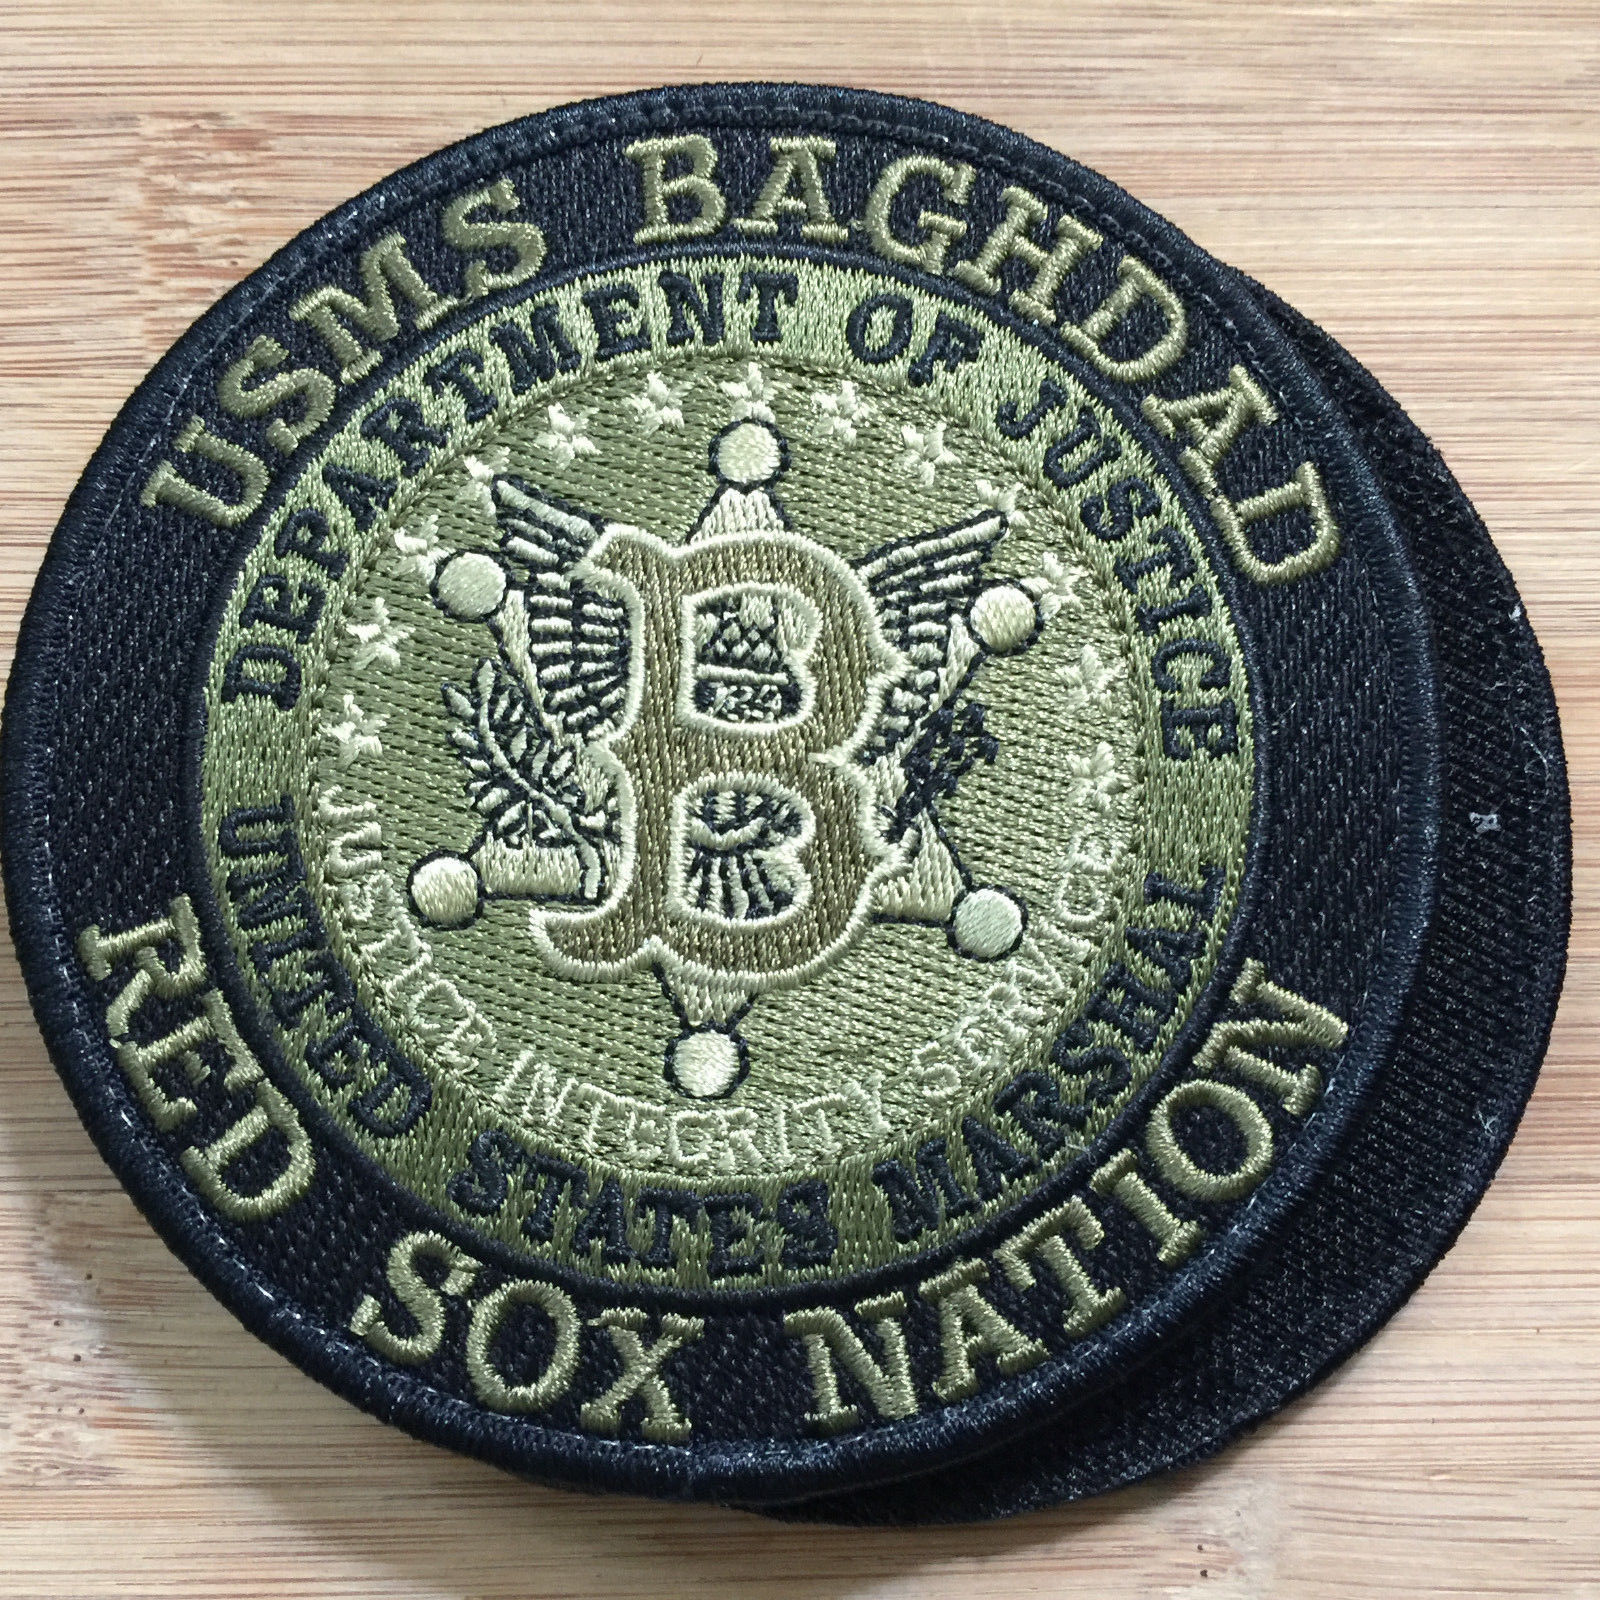 USMS BAGHDAD
DEPARTMENT OF JUSTICE
B
JUSTICE INTEGRITY SERVICE
UNITED STATES MARSHAL
RED SOX NATION